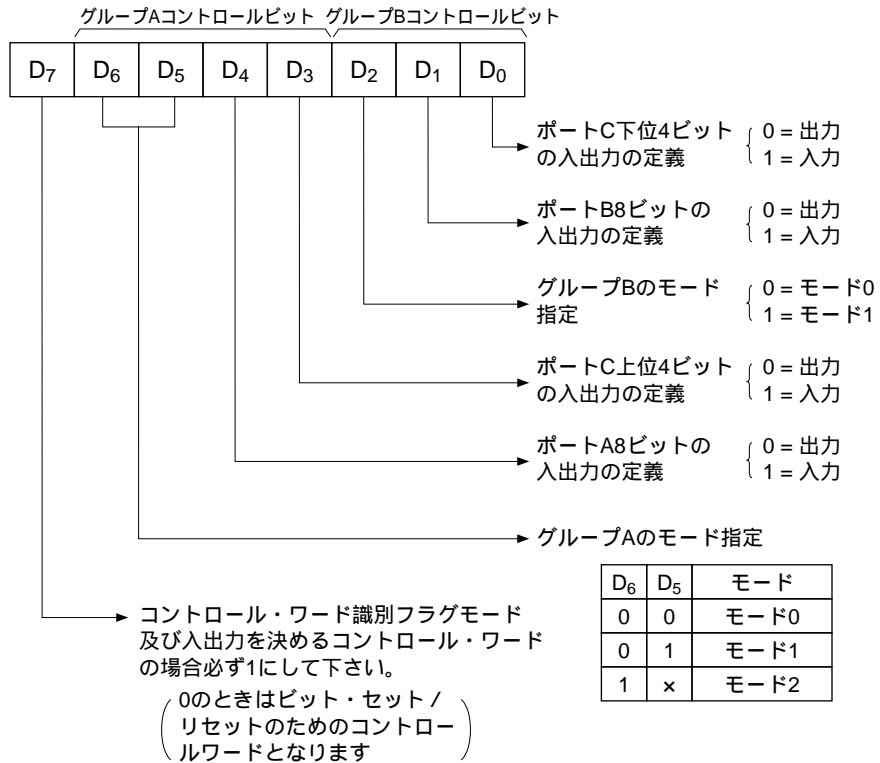 グループAコントロールビット グループBコントロールビット
D7 D6 D5 D4 D3 D2 D1 D0
ポートC下位4ビット
の入出力の定義
0 = 出力
1 = 入力
ポートB8ビットの
入出力の定義
0 = 出力
1 = 入力
グループBのモード
指定
0 = モード0
1 = モード1
ポートC上位4ビット
の入出力の定義
0 = 出力
1 = 入力
ポートA8ビットの
入出力の定義
0 = 出力
1 = 入力
グループAのモード指定
D6 D5 モード
0 0 モード0
0 1 モード1
1 × モード2
コントロール・ワード識別フラグモード
及び入出力を決めるコントロール・ワード
の場合必ず1にして下さい。
0のときはビット・セット /
リセットのためのコントロー
ルワードとなります